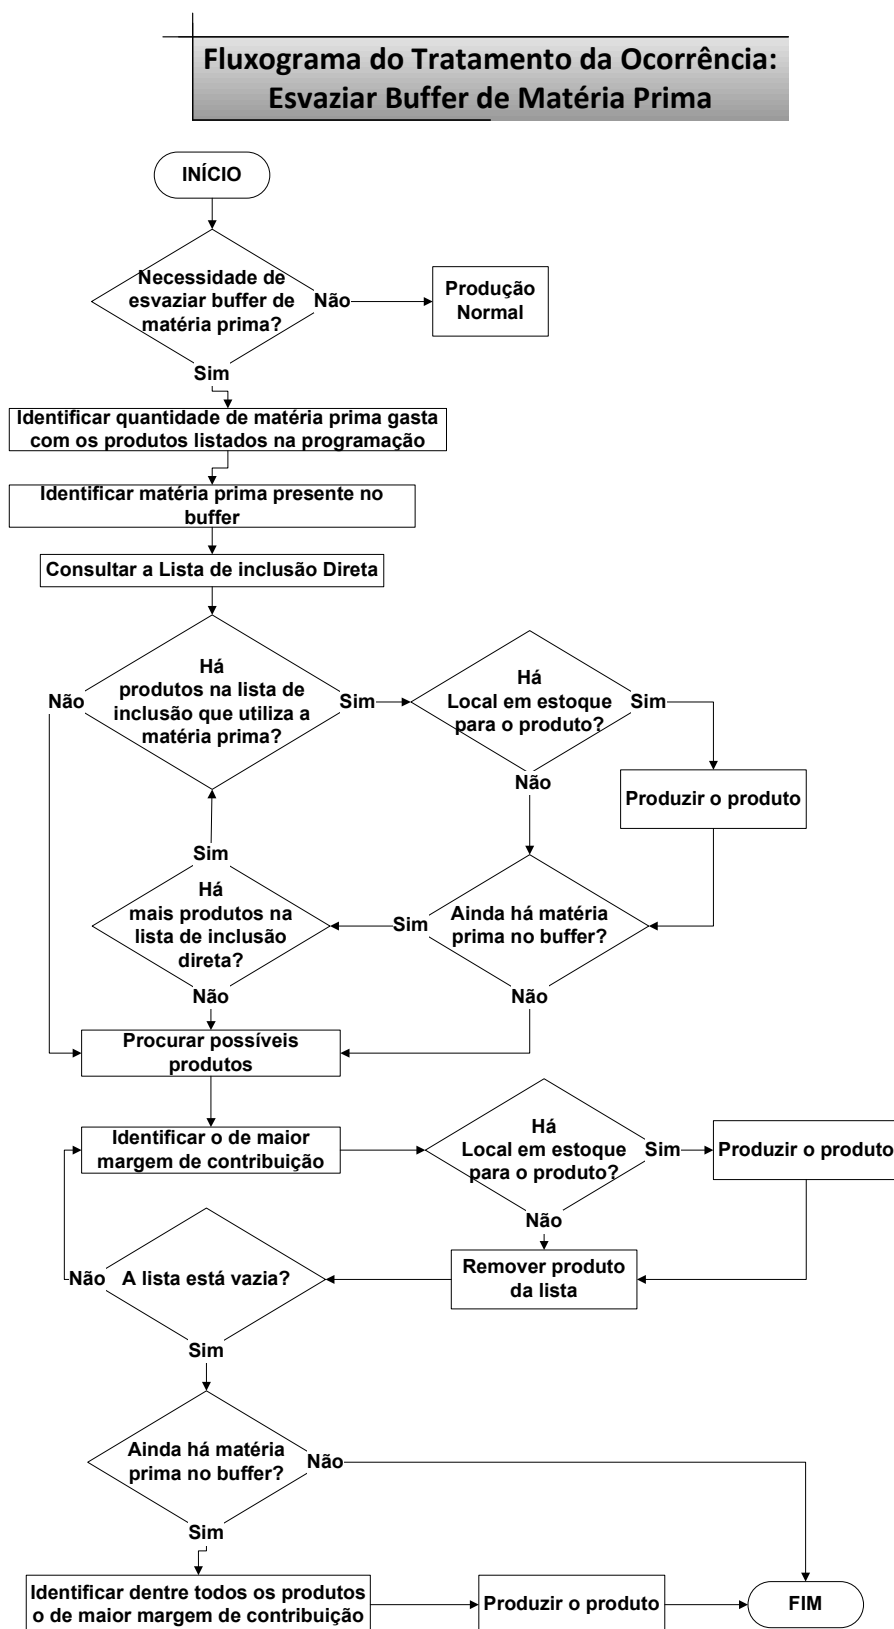 Fluxograma do Tratamento da Ocorrência:
Esvaziar Buffer de Matéria Prima
INÍCIO
Necessidade de
esvaziar buffer de
matéria prima?
Não
Produção
Normal
Sim
Identificar quantidade de matéria prima gasta
com os produtos listados na programação
Identificar matéria prima presente no
buffer
Consultar a Lista de inclusão Direta
Há
produtos na lista de
inclusão que utiliza a
matéria prima?
Não
Sim
Há
Local em estoque
para o produto?
Sim
Não
Produzir o produto
Sim
Há
mais produtos na
lista de inclusão
direta?
Sim
Ainda há matéria
prima no buffer?
Não
Não
Procurar possíveis
produtos
Identificar o de maior
margem de contribuição
Há
Local em estoque
para o produto?
Sim
Produzir o produto
Não
Remover produto
da lista
Não
A lista está vazia?
Sim
Ainda há matéria
prima no buffer?
Não
Sim
Identificar dentre todos os produtos
o de maior margem de contribuição
Produzir o produto
FIM